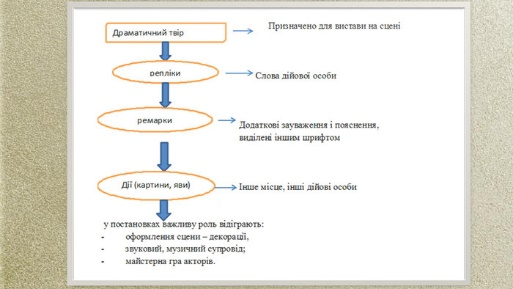 Драматичний твір
Призначено для вистави на сцені
репліки
Слова дійової особи
ремарки
Додаткові зауваження і пояснення,
виділені іншим шрифтом
Дії (картини, яви)
Інше місце, інші дійові особи
у постановках важливу роль відіграють:
- оформлення сцени – декорації,
- звуковий, музичний супровід;
- майстерна гра акторів.